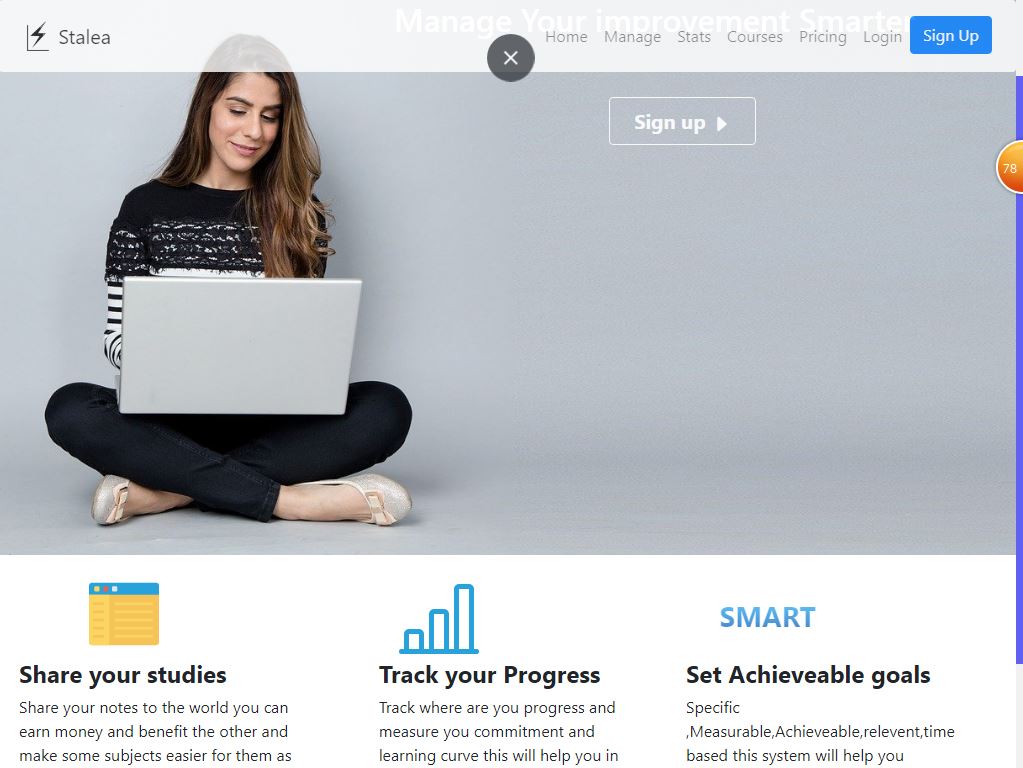 Manage Your improvement Smarter
Stalea
Home Manage Stats Courses Pricing Login Sign Up
Sign up
78
SMART
Share your studies
Share your notes to the world you can
earn money and benefit the other and
make some subjects easier for them as
Track your Progress
Track where are you progress and
measure you commitment and
learning curve this will help you in
Set Achieveable goals
Specific
,Measurable,Achieveable,relevent,time
based this system will help you